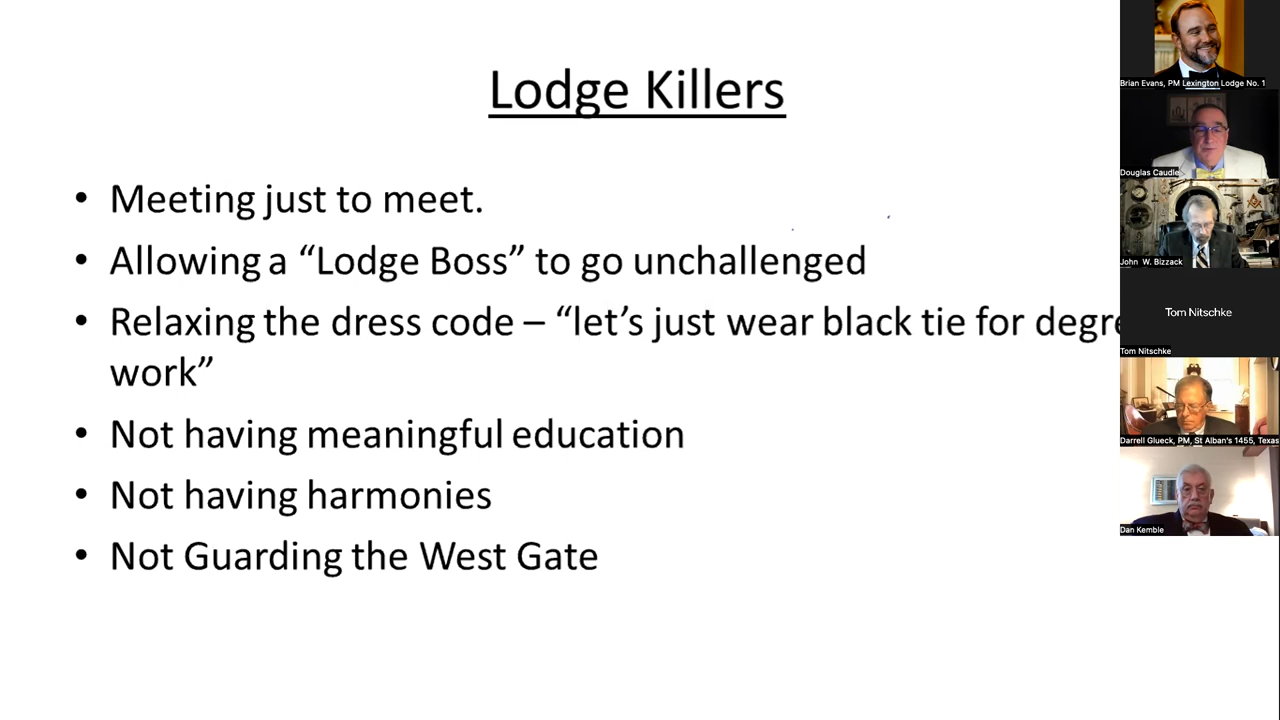 Lodge Killers
• Meeting just to meet.
• Allowing a “Lodge Boss” to go unchallenged
• Relaxing the dress code – “let’s just wear black tie for degre
work”
• Not having meaningful education
• Not having harmonies
• Not Guarding the West Gate
Brian Evans, PM Lexington Lodge No. 1
Douglas Caudle
John W. Bizzack
Tom Nitschke
Tom Nitschke
Darrell Glueck, PM, St Alban's 1455, Texas
Dan Kemble